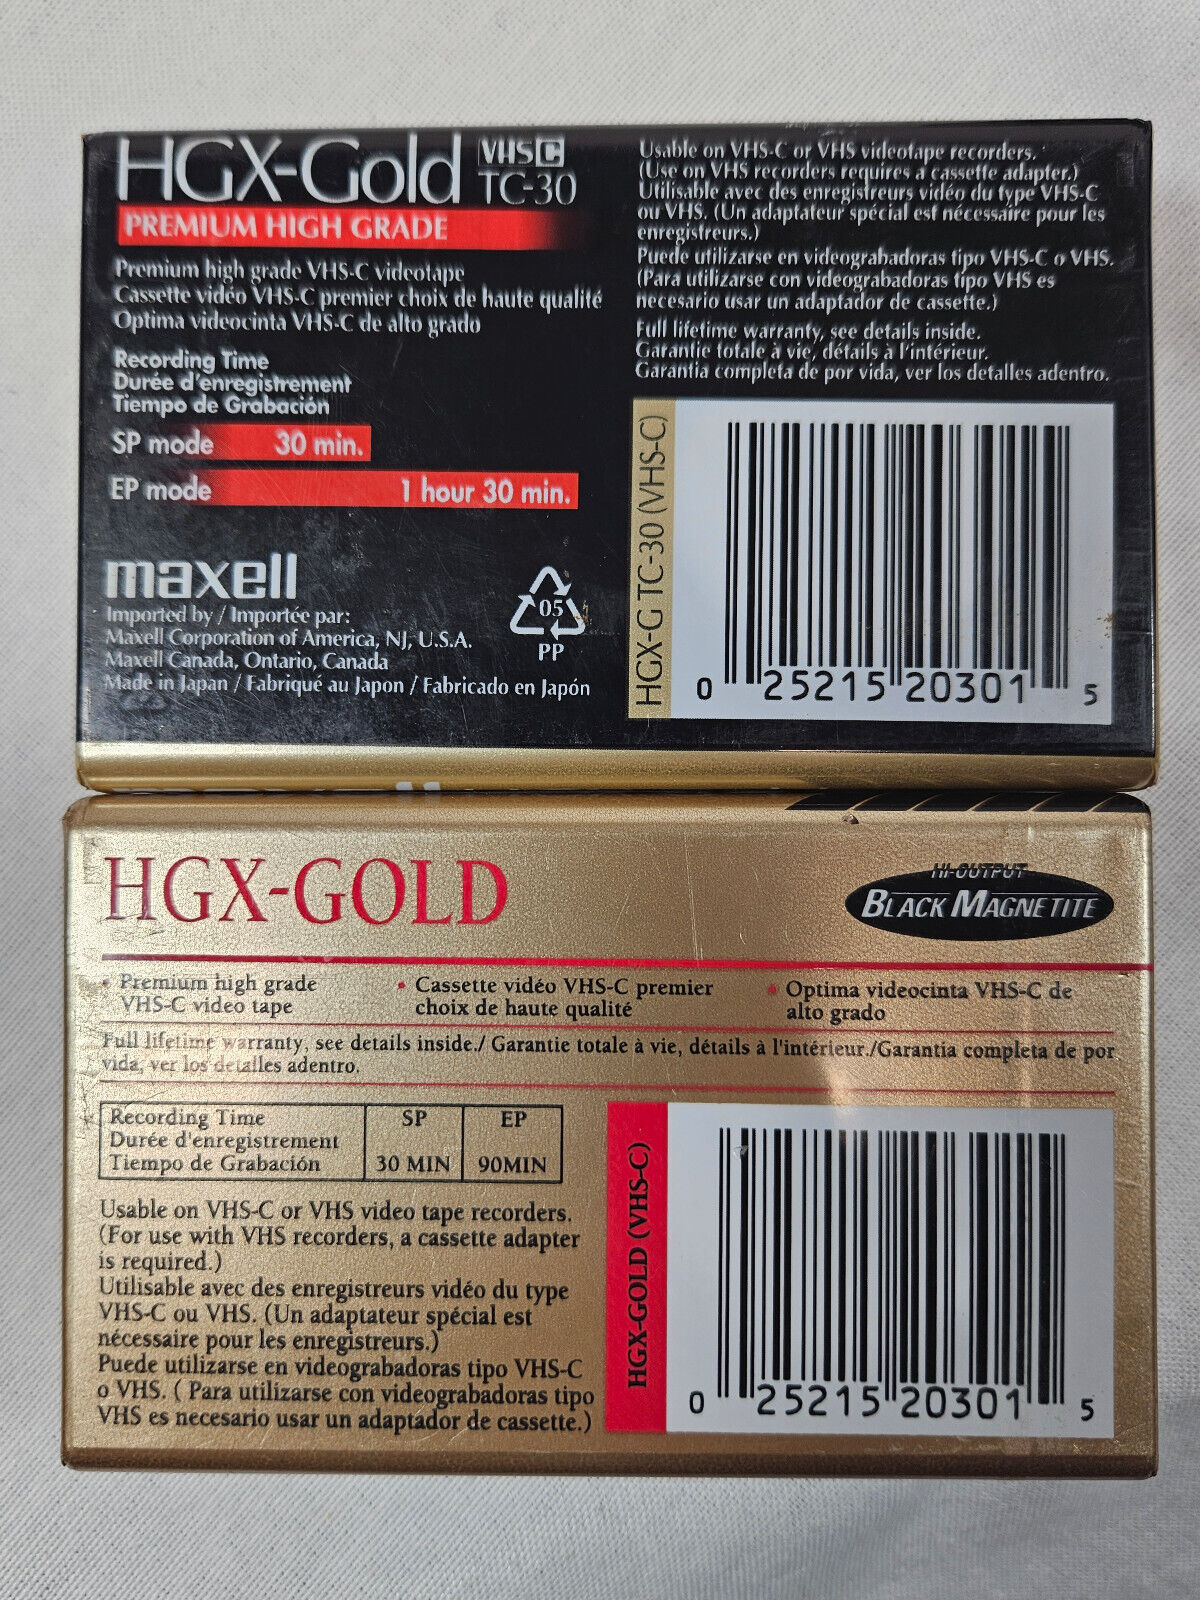 HGX-Gold VHSC TC-30
PREMIUM HIGH GRADE
Premium high grade VHS-C videotape
Cassette vidéo VHS-C premier choix de haute qualité
Optima videocinta VHS-C de alto grado
Recording Time
Durée d'enregistrement
Tiempo de Grabación
SP mode 30 min.
EP mode 1 hour 30 min.
maxell
Imported by / Importée par:
Maxell Corporation of America, NJ, U.S.A.
Maxell Canada, Ontario, Canada
Made in Japan / Fabriqué au Japon / Fabricado en Japón
05
PP
Usable on VHS-C or VHS videotape recorders.
(Use on VHS recorders requires a cassette adapter.)
Utilisable avec des enregistreurs vidéo du type VHS-C
ou VHS. (Un adaptateur spécial est nécessaire pour les
enregistreurs.)
Puede utilizarse en videograbadoras tipo VHS-C o VHS.
(Para utilizarse con videograbadoras tipo VHS es
necesario usar un adaptador de cassette.)
Full lifetime warranty, see details inside.
Garantie totale à vie, détails à l'intérieur.
Garantia completa de por vida, ver los detalles adentro.
HGX-G TC-30 (VHS-C)
0 25215 20301 5
HGX-GOLD
HI-OUTPUT
BLACK MAGNETITE
• Premium high grade
VHS-C video tape
• Cassette vidéo VHS-C premier
choix de haute qualité
• Optima videocinta VHS-C de
alto grado
Full lifetime warranty, see details inside./ Garantie totale à vie, détails à l'intérieur./Garantia completa de por
vida, ver los detalles adentro.
Recording Time SP EP
Durée d'enregistrement
Tiempo de Grabación 30 MIN 90MIN
Usable on VHS-C or VHS video tape recorders.
(For use with VHS recorders, a cassette adapter
is required.)
Utilisable avec des enregistreurs vidéo du type
VHS-C ou VHS. (Un adaptateur spécial est
nécessaire pour les enregistreurs.)
Puede utilizarse en videograbadoras tipo VHS-C
o VHS. ( Para utilizarse con videograbadoras tipo
VHS es necesario usar un adaptador de cassette.)
HGX-GOLD (VHS-C)
0 25215 20301 5